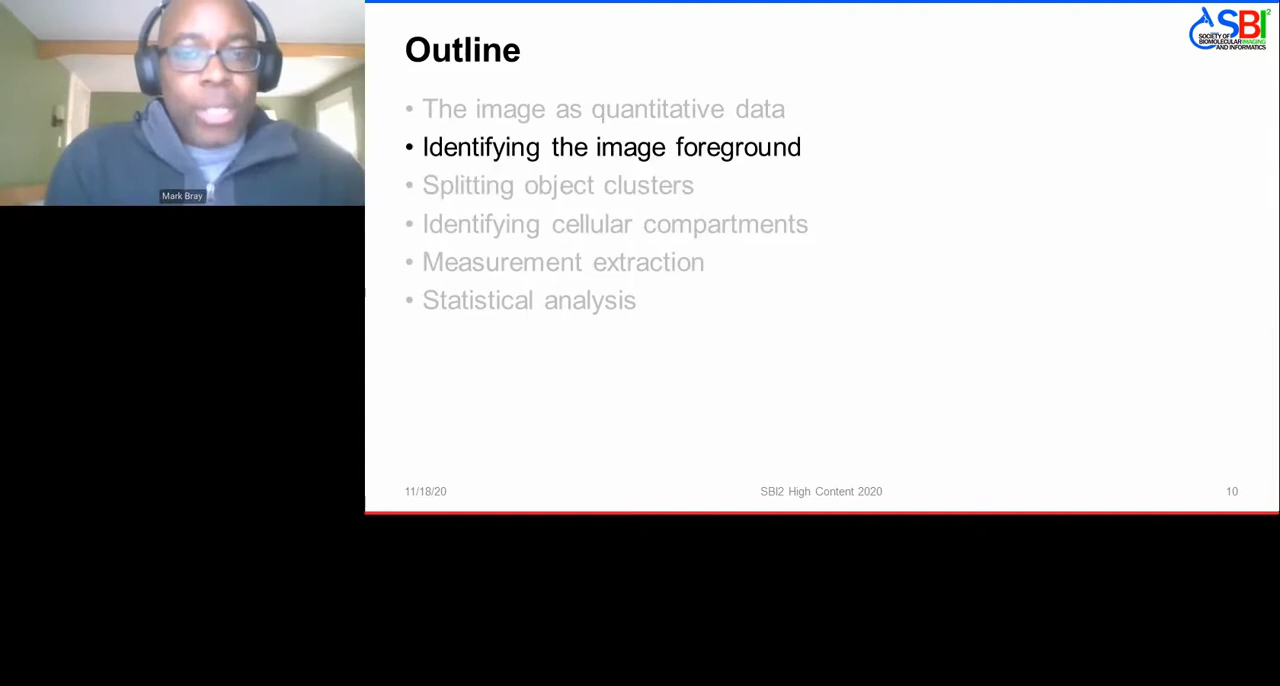 Mark Bray
SBI2
SOCIETY OF
BIOMOLECULAR IMAGING
AND INFORMATICS
Outline
• The image as quantitative data
• Identifying the image foreground
• Splitting object clusters
• Identifying cellular compartments
• Measurement extraction
• Statistical analysis
11/18/20
SBI2 High Content 2020
10